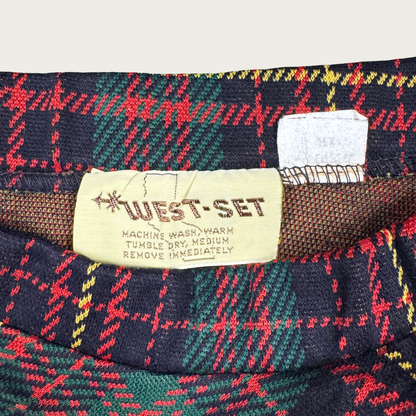 WEST-SET
MACHINE WASH, WARM
TUMBLE DRY, MEDIUM
REMOVE IMMEDIATELY